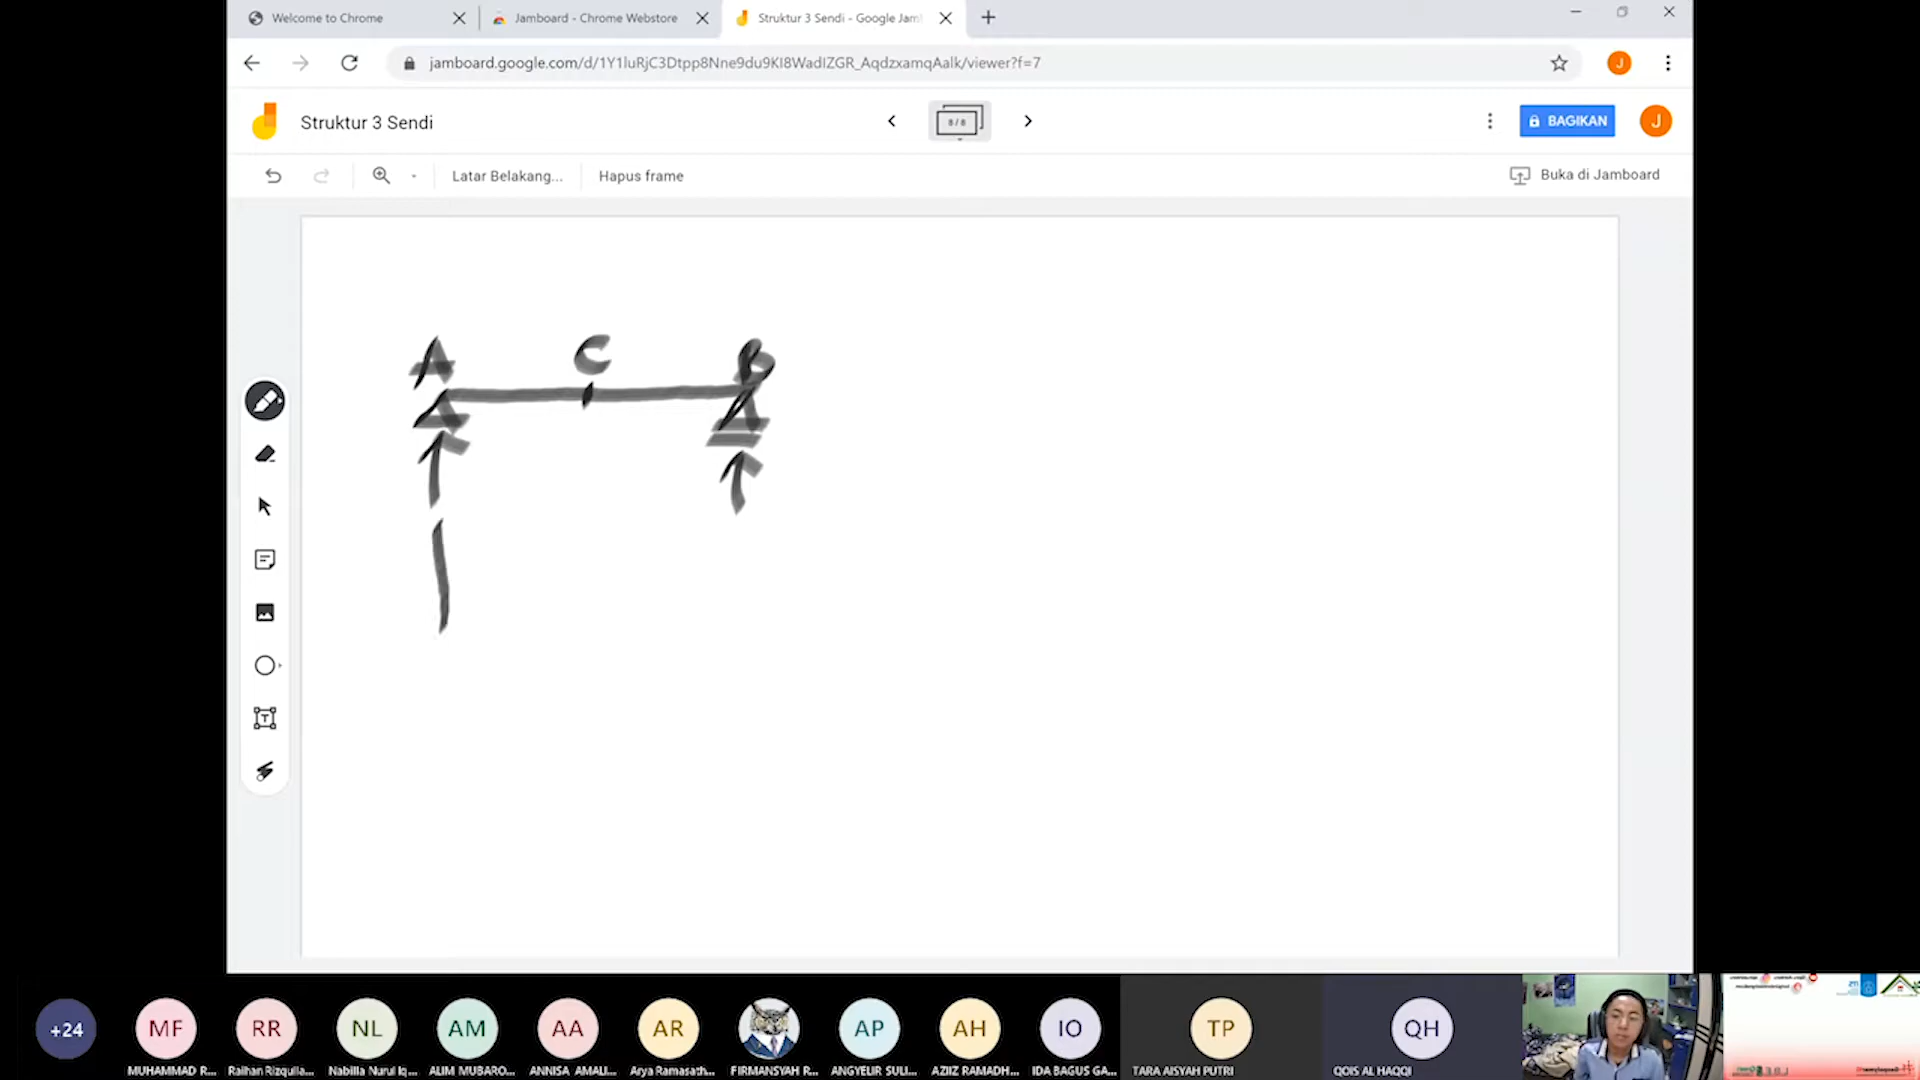 Welcome to Chrome
Jamboard - Chrome Webstore
Struktur 3 Sendi - Google Jam
jamboard.google.com/d/1Y1luRjC3Dtpp8Nne9du9KI8WadIZGR_AqdzxamqAalk/viewer?f=7
J
Struktur 3 Sendi
8/8
BAGIKAN
J
Latar Belakang...
Hapus frame
Buka di Jamboard
A C B
+24
MF
RR
NL
AM
AA
AR
AP
AH
IO
TP
QH
MUHAMMAD R...
Raihan Rizqulla...
Nabilla Nurul Iq...
ALIM MUBARO...
ANNISA AMALI...
Arya Ramasath...
FIRMANSYAH R...
ANGYELIR SULI...
AZIIZ RAMADH...
IDA BAGUS GA...
TARA AISYAH PUTRI
QOIS AL HAQQI